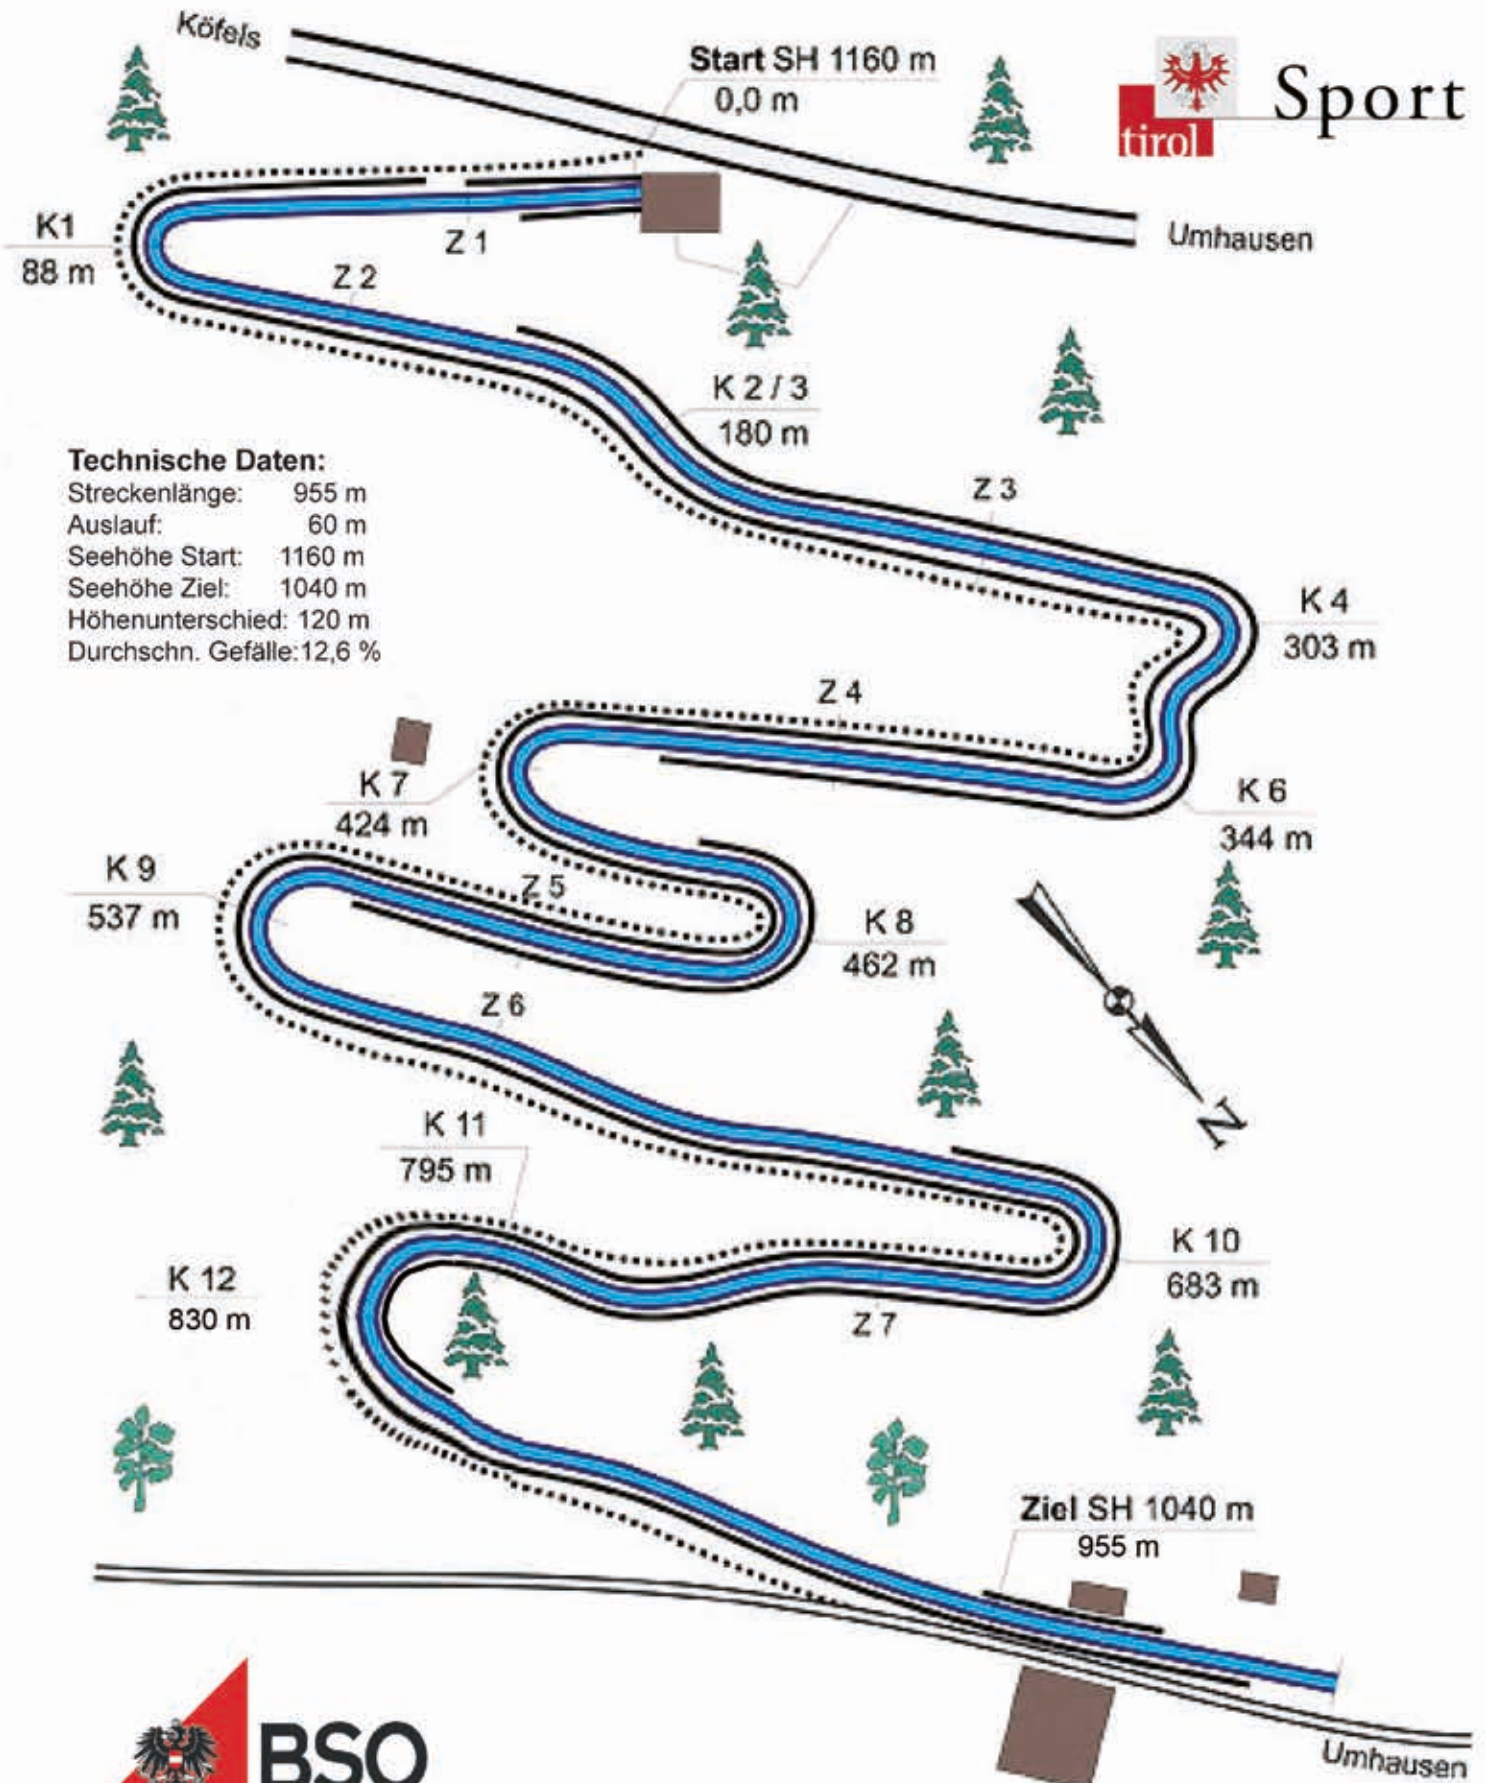 Köfels
Start SH 1160 m
0,0 m
tirol
Sport
Umhausen
K1
88 m
Z 1
Z 2
K 2 / 3
180 m
Technische Daten:
Streckenlänge: 955 m
Auslauf: 60 m
Seehöhe Start: 1160 m
Seehöhe Ziel: 1040 m
Höhenunterschied: 120 m
Durchschn. Gefälle:12,6 %
Z 3
K 4
303 m
Z 4
K 7
424 m
K 6
344 m
K 9
537 m
Z 5
K 8
462 m
Z 6
N
K 11
795 m
K 10
683 m
K 12
830 m
Z 7
Ziel SH 1040 m
955 m
BSO
Umhausen